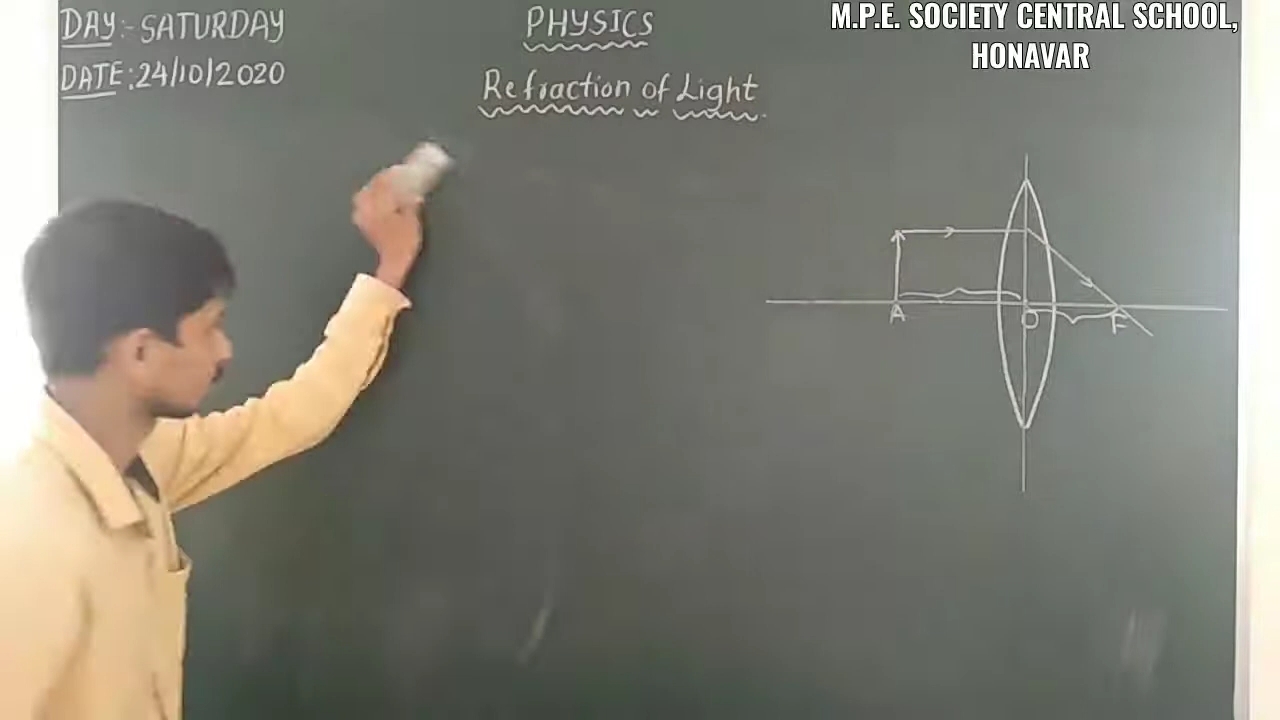 DAY:- SATURDAY
DATE:24/10/2020
PHYSICS
Refraction of Light
M.P.E. SOCIETY CENTRAL SCHOOL,
HONAVAR
A
O
F